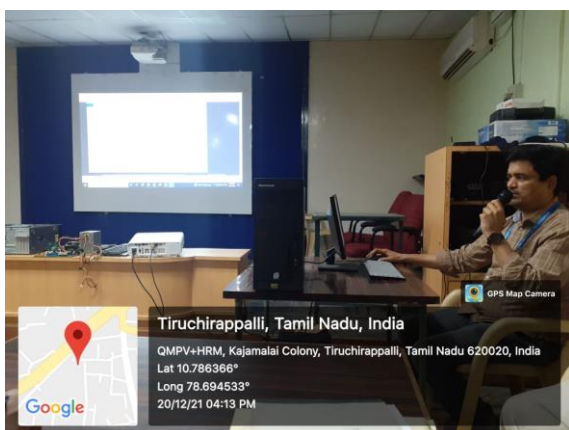 GPS Map Camera
Tiruchirappalli, Tamil Nadu, India
QMPV+HRM, Kajamalai Colony, Tiruchirappalli, Tamil Nadu 620020, India
Lat 10.786366°
Long 78.694533°
20/12/21 04:13 PM
Google